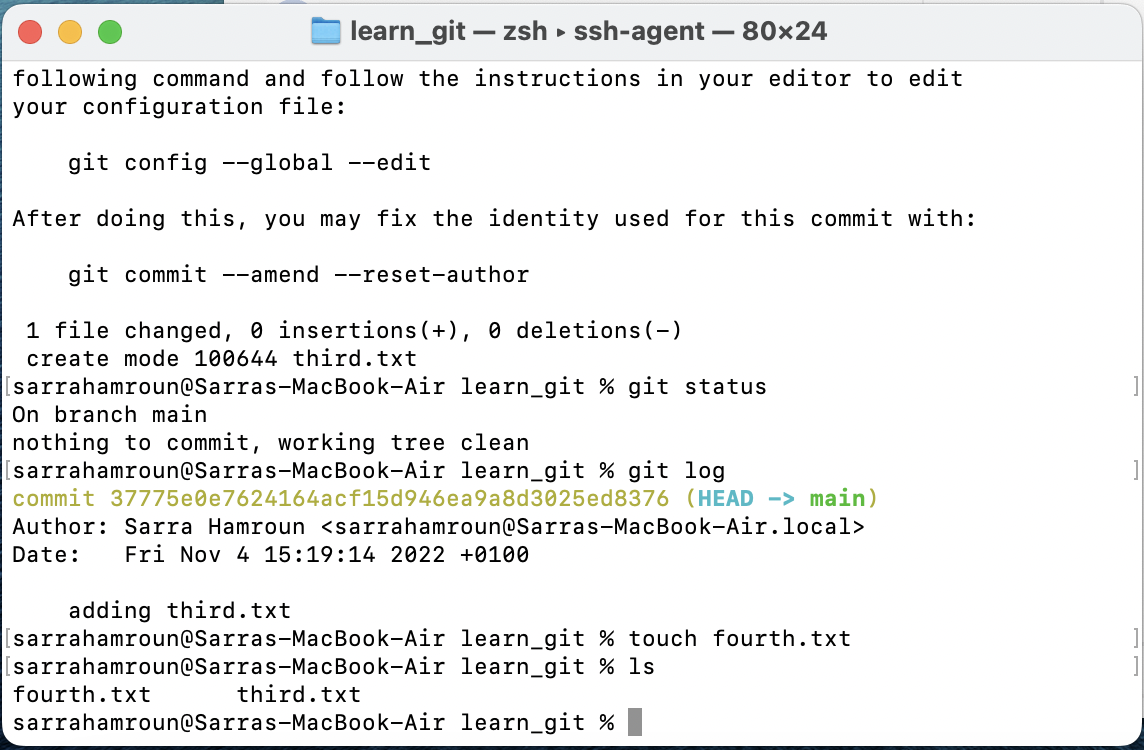 learn_git — zsh ▸ ssh-agent — 80×24
following command and follow the instructions in your editor to edit
your configuration file:
    git config --global --edit
After doing this, you may fix the identity used for this commit with:
    git commit --amend --reset-author
 1 file changed, 0 insertions(+), 0 deletions(-)
 create mode 100644 third.txt
[sarrahamroun@Sarras-MacBook-Air learn_git % git status ]
On branch main
nothing to commit, working tree clean
[sarrahamroun@Sarras-MacBook-Air learn_git % git log ]
commit 37775e0e7624164acf15d946ea9a8d3025ed8376 (HEAD -> main)
Author: Sarra Hamroun <sarrahamroun@Sarras-MacBook-Air.local>
Date:   Fri Nov 4 15:19:14 2022 +0100
    adding third.txt
[sarrahamroun@Sarras-MacBook-Air learn_git % touch fourth.txt ]
[sarrahamroun@Sarras-MacBook-Air learn_git % ls ]
fourth.txt      third.txt
sarrahamroun@Sarras-MacBook-Air learn_git %